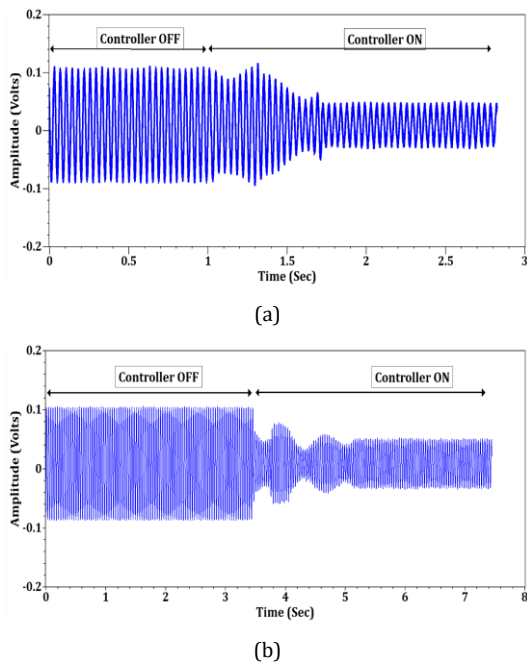 0.2
Controller OFF Controller ON
0.1
0
-0.1
-0.2
Amplitude (Volts)
0 0.5 1 1.5 2 2.5 3
Time (Sec)
(a)
0.2
Controller OFF Controller ON
0.1
0
-0.1
-0.2
Amplitude (Volts)
0 1 2 3 4 5 6 7 8
Time (Sec)
(b)